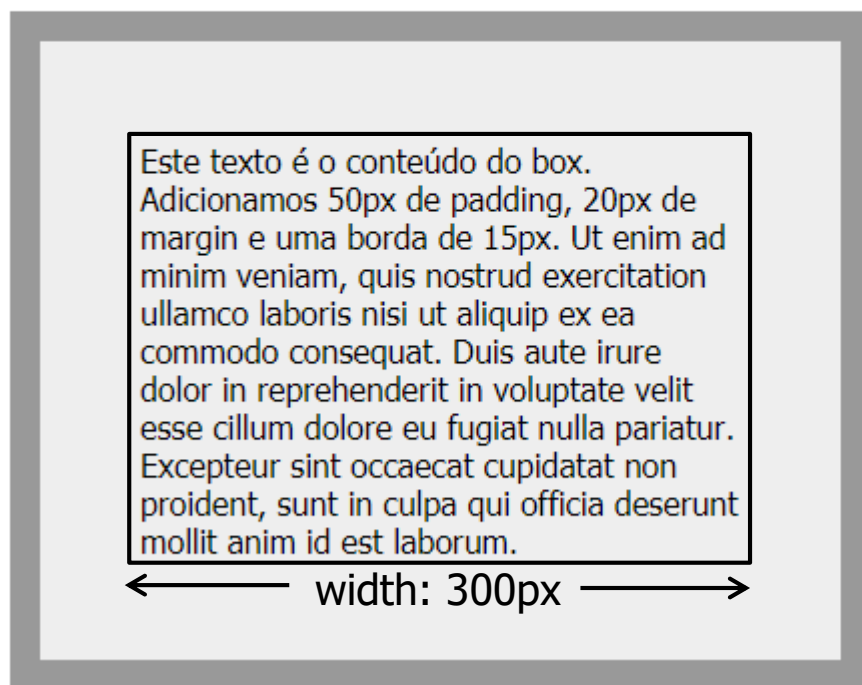 Este texto é o conteúdo do box.
Adicionamos 50px de padding, 20px de
margin e uma borda de 15px. Ut enim ad
minim veniam, quis nostrud exercitation
ullamco laboris nisi ut aliquip ex ea
commodo consequat. Duis aute irure
dolor in reprehenderit in voluptate velit
esse cillum dolore eu fugiat nulla pariatur.
Excepteur sint occaecat cupidatat non
proident, sunt in culpa qui officia deserunt
mollit anim id est laborum.
width: 300px